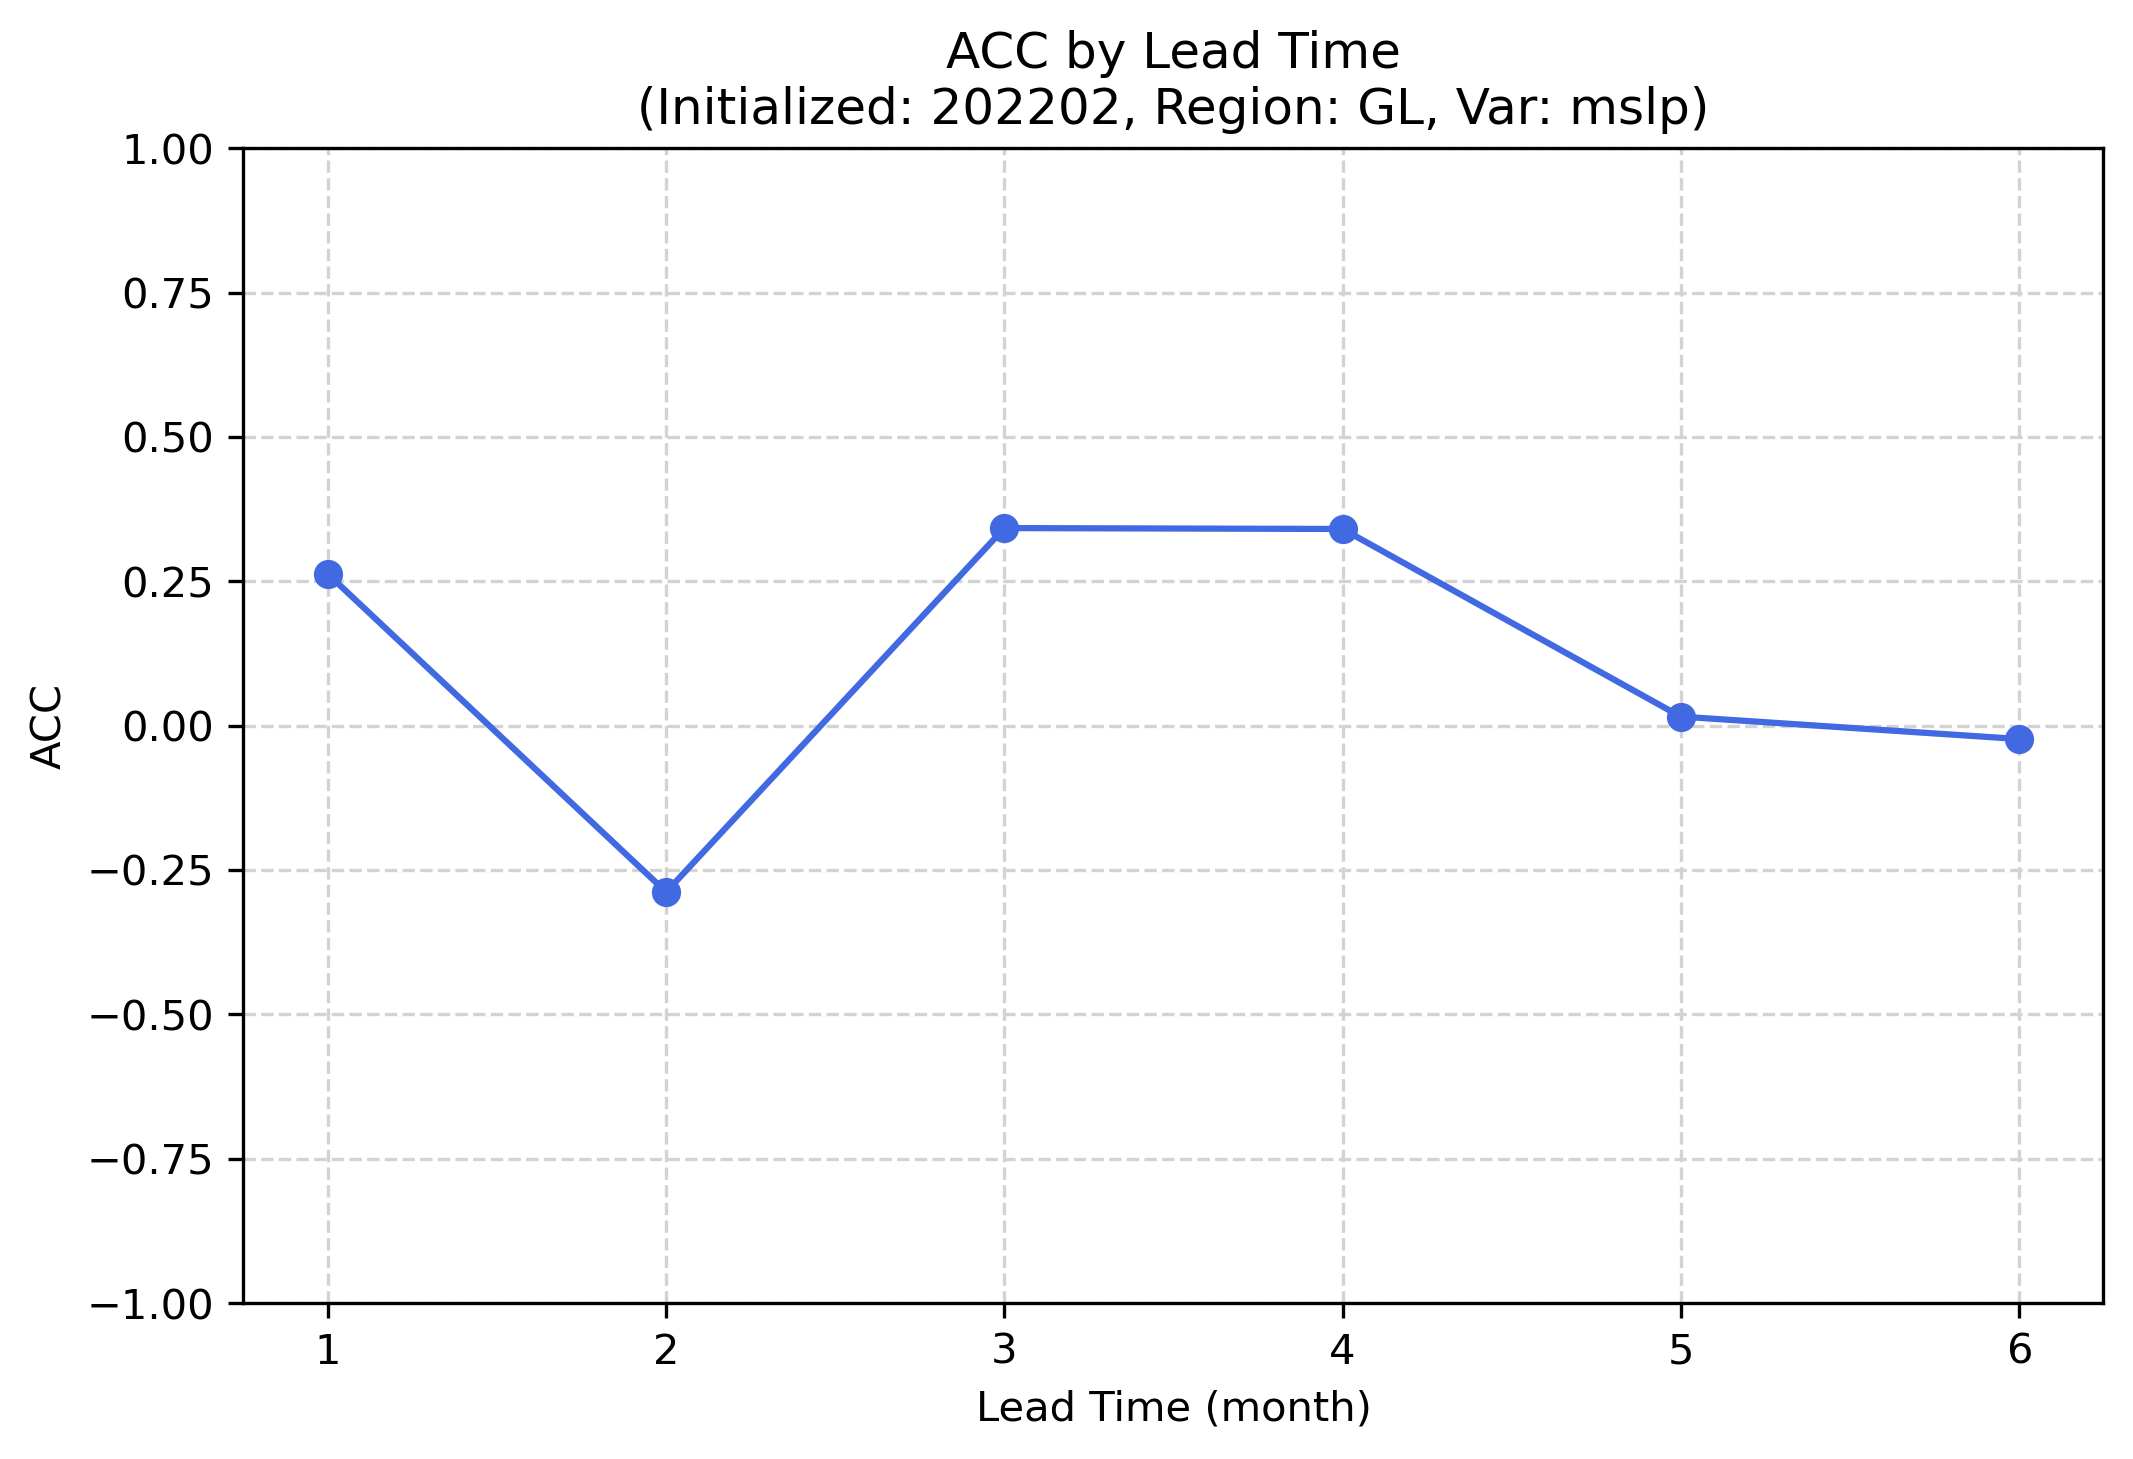 ACC by Lead Time
(Initialized: 202202, Region: GL, Var: mslp)
1.00
0.75
0.50
0.25
0.00
−0.25
−0.50
−0.75
−1.00
ACC
1 2 3 4 5 6
Lead Time (month)